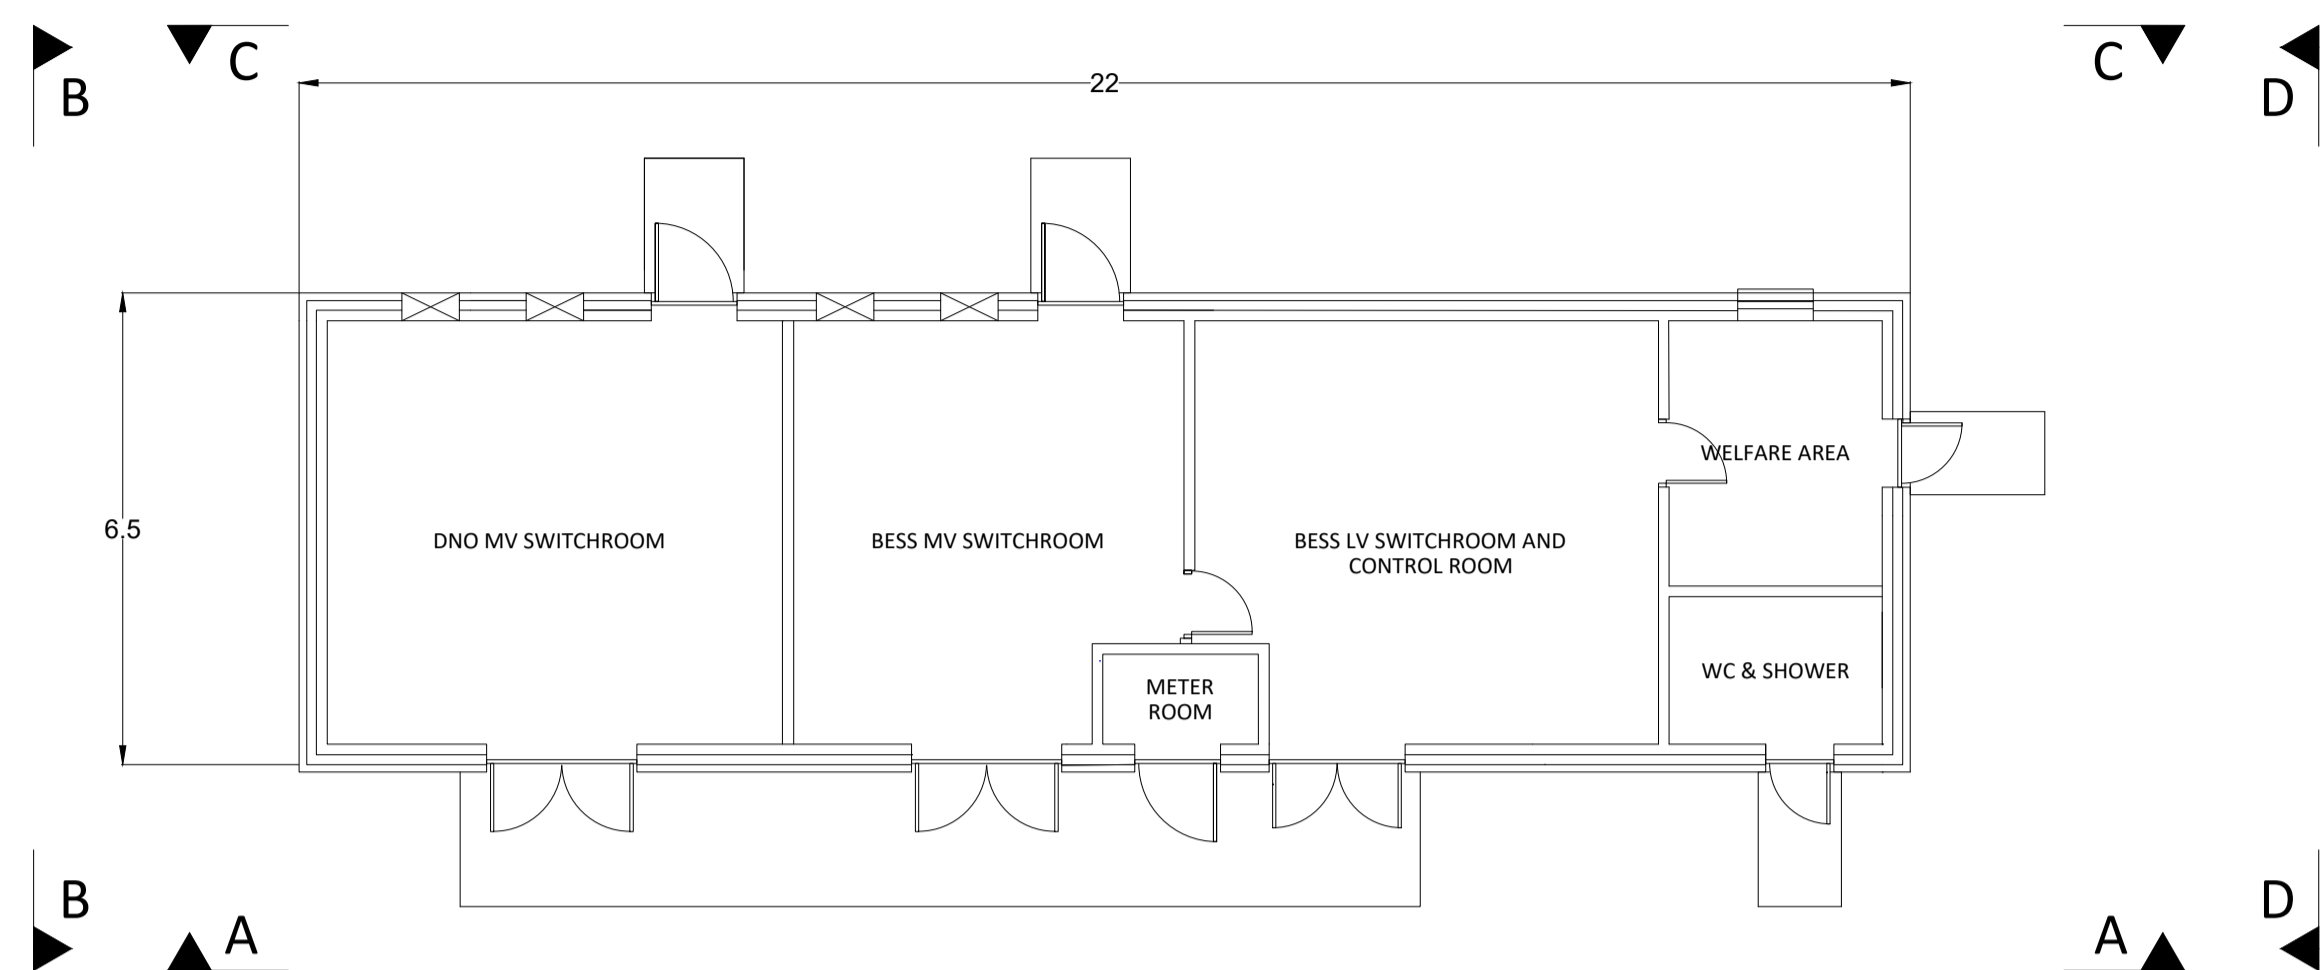 C
C
B
D
22
6.5
WELFARE AREA
DNO MV SWITCHROOM
BESS MV SWITCHROOM
BESS LV SWITCHROOM AND
CONTROL ROOM
METER
ROOM
WC & SHOWER
B
D
A
A